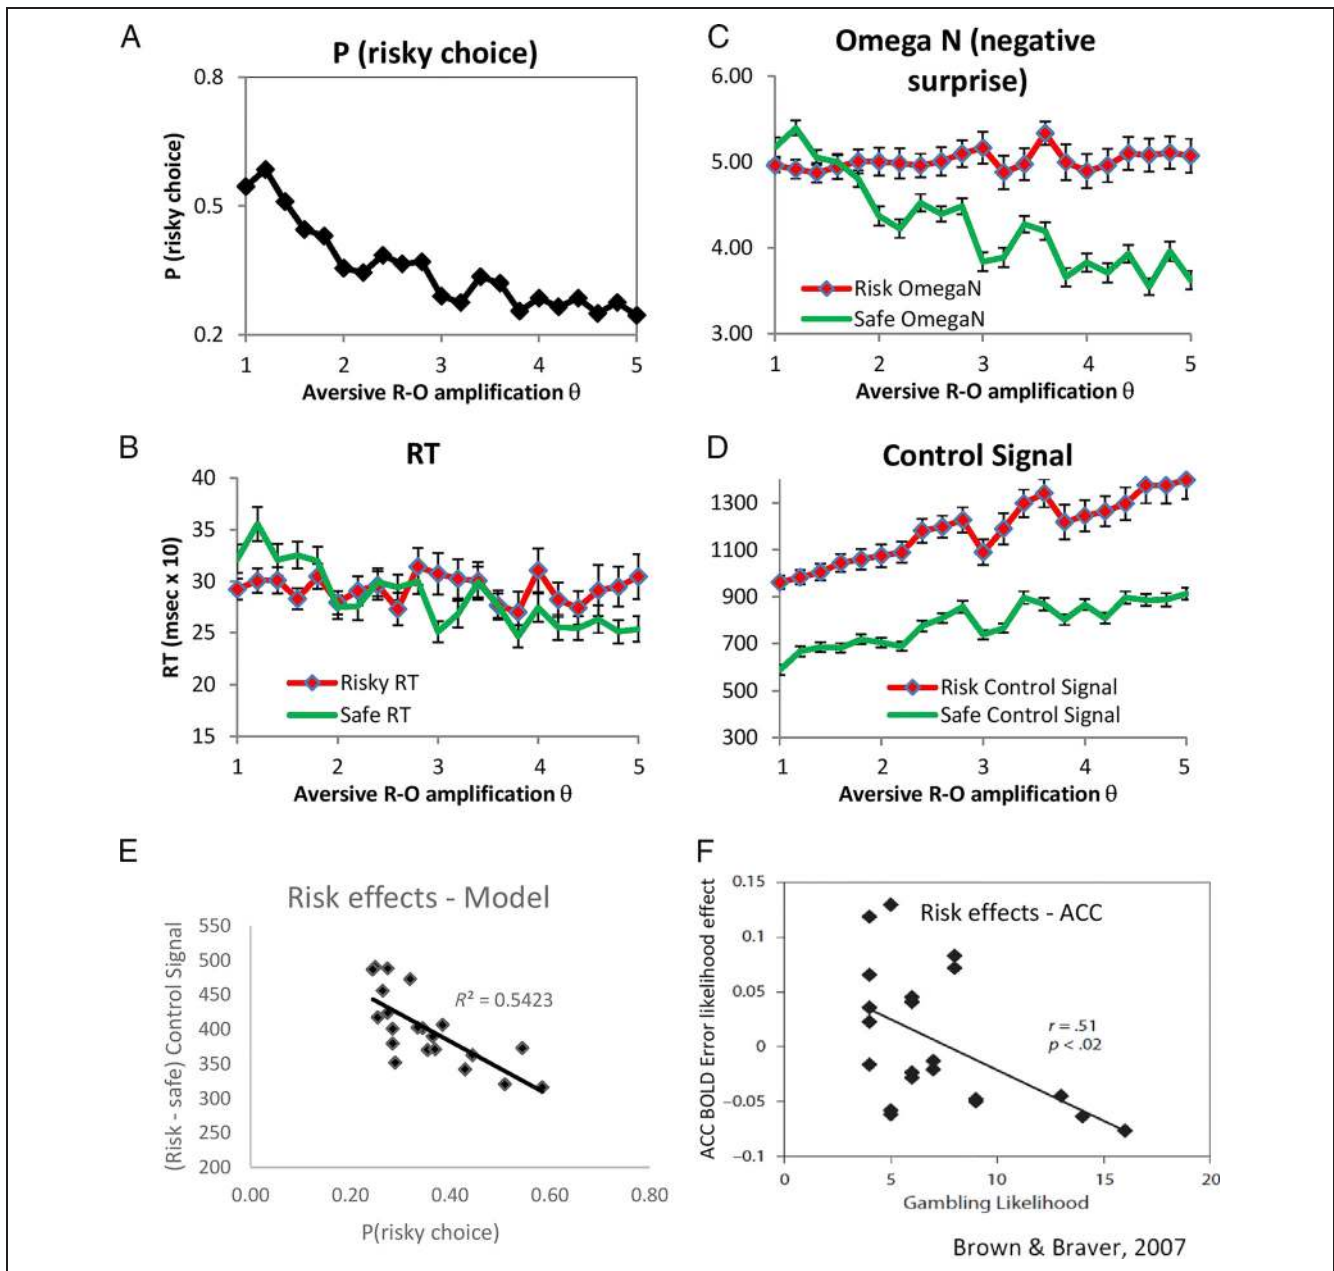 A
P (risky choice)
0.8
0.5
0.2
P (risky choice)
1 2 3 4 5
Aversive R-O amplification θ
C
Omega N (negative
surprise)
6.00
5.00
4.00
3.00
Risk OmegaN
Safe OmegaN
1 2 3 4 5
Aversive R-O amplification θ
B
RT
40
35
30
25
20
15
RT (msec x 10)
Risky RT
Safe RT
1 2 3 4 5
Aversive R-O amplification θ
D
Control Signal
1300
1100
900
700
500
300
Risk Control Signal
Safe Control Signal
1 2 3 4 5
Aversive R-O amplification θ
E
Risk effects - Model
550
500
450
400
350
300
250
200
(Risk - safe) Control Signal
R² = 0.5423
0.00 0.20 0.40 0.60 0.80
P(risky choice)
F
Risk effects - ACC
0.15
0.1
0.05
0
−0.05
−0.1
ACC BOLD Error likelihood effect
r = .51
p < .02
0 5 10 15 20
Gambling Likelihood
Brown & Braver, 2007